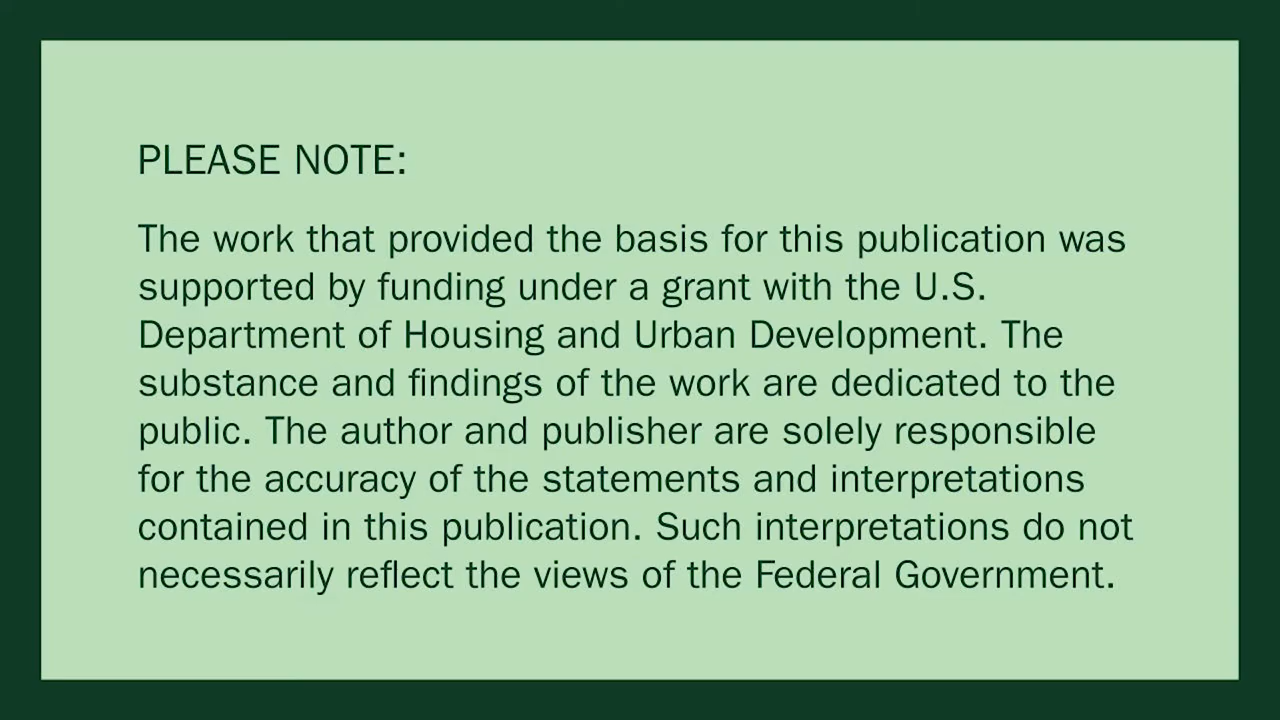 PLEASE NOTE:
The work that provided the basis for this publication was
supported by funding under a grant with the U.S.
Department of Housing and Urban Development. The
substance and findings of the work are dedicated to the
public. The author and publisher are solely responsible
for the accuracy of the statements and interpretations
contained in this publication. Such interpretations do not
necessarily reflect the views of the Federal Government.